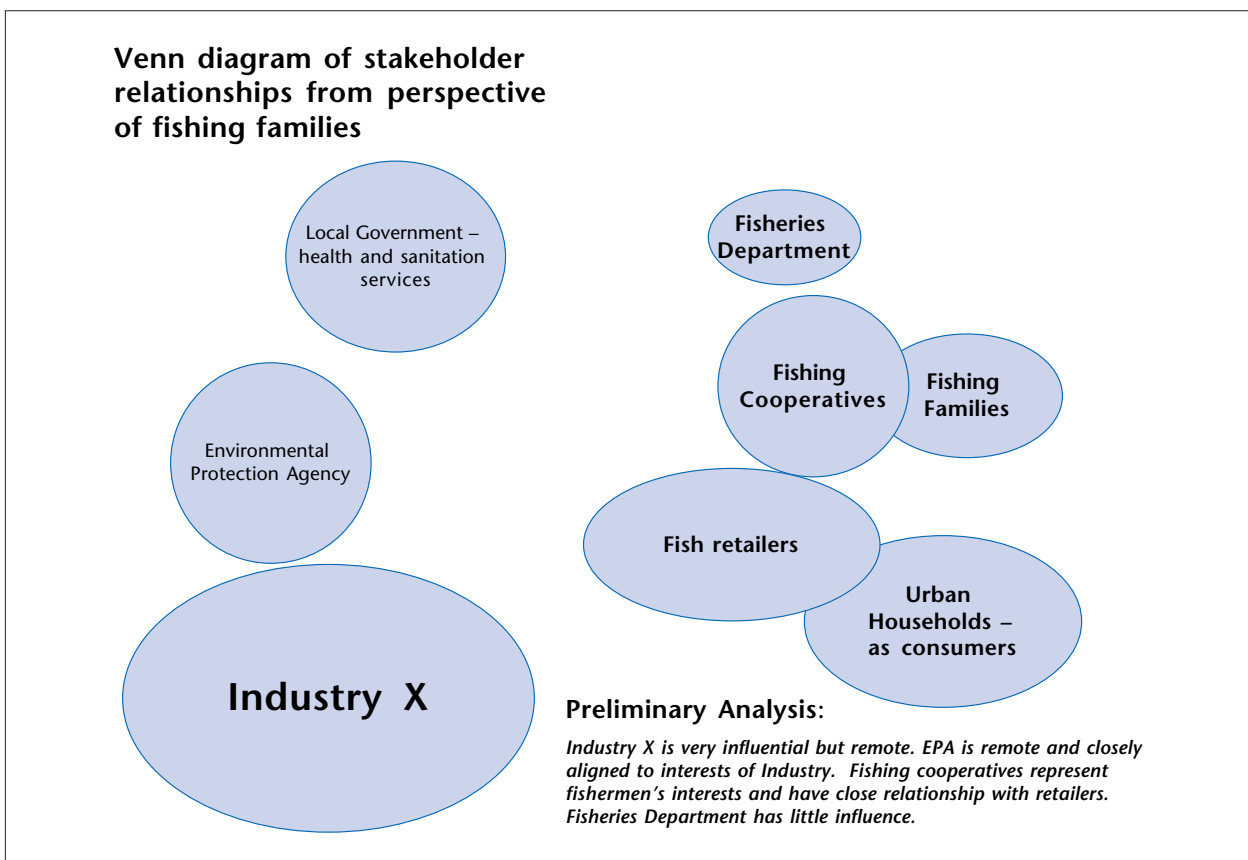 Venn diagram of stakeholder
relationships from perspective
of fishing families
Local Government –
health and sanitation
services
Fisheries
Department
Fishing
Cooperatives
Fishing
Families
Environmental
Protection Agency
Fish retailers
Urban
Households –
as consumers
Industry X
Preliminary Analysis:
Industry X is very influential but remote. EPA is remote and closely
aligned to interests of Industry. Fishing cooperatives represent
fishermen's interests and have close relationship with retailers.
Fisheries Department has little influence.